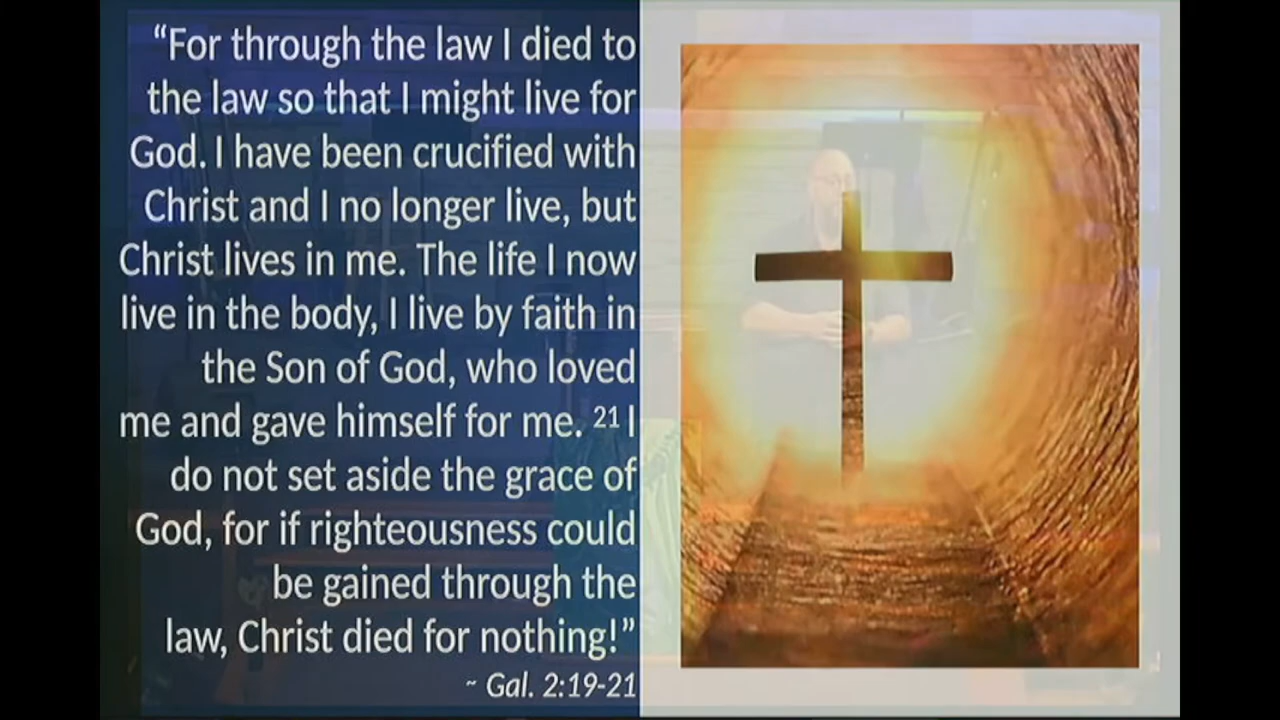 “For through the law I died to
the law so that I might live for
God. I have been crucified with
Christ and I no longer live, but
Christ lives in me. The life I now
live in the body, I live by faith in
the Son of God, who loved
me and gave himself for me. 21 I
do not set aside the grace of
God, for if righteousness could
be gained through the
law, Christ died for nothing!”
~ Gal. 2:19-21